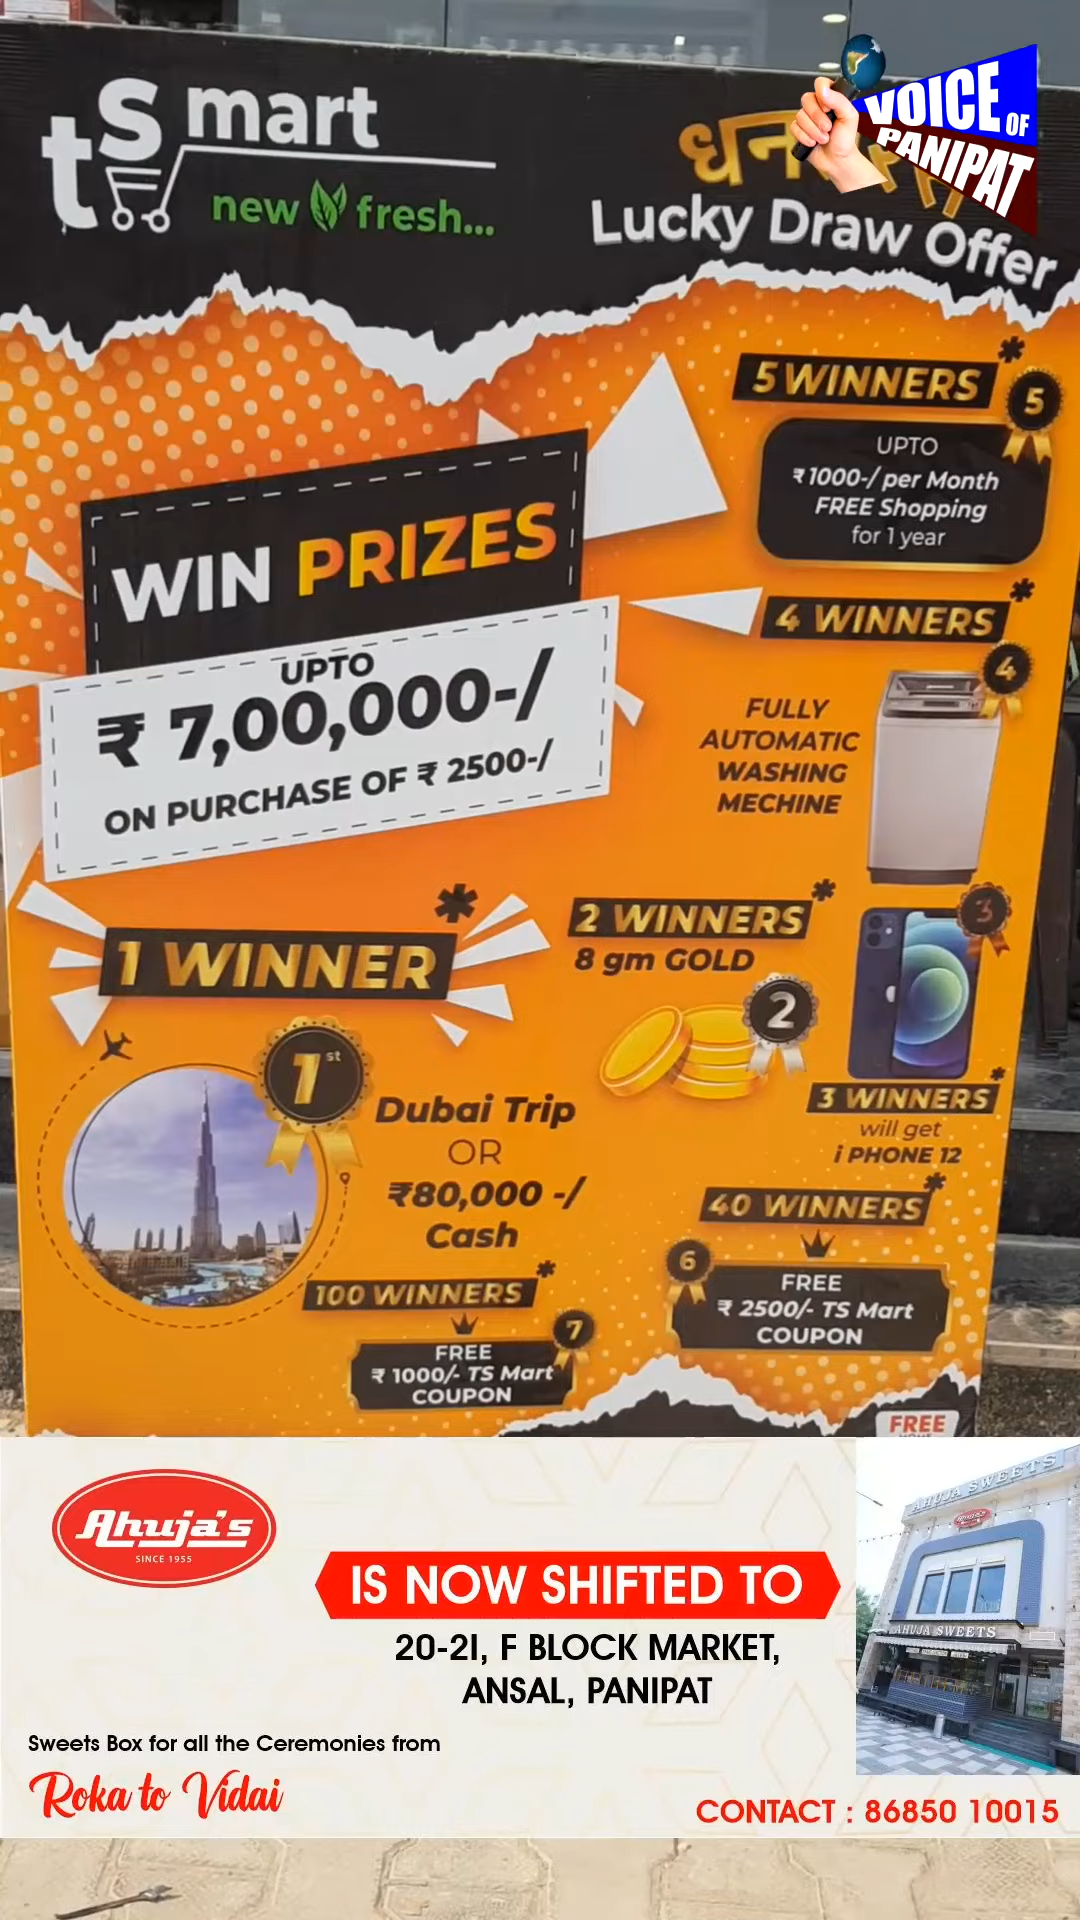 tS mart
new fresh...
VOICE OF
PANIPAT
Lucky Draw Offer
WIN PRIZES
UPTO
₹ 7,00,000-/
ON PURCHASE OF ₹ 2500-/
5 WINNERS*
5
UPTO
₹1000-/ per Month
FREE Shopping
for 1 year
4 WINNERS*
4
FULLY
AUTOMATIC
WASHING
MECHINE
1 WINNER*
1st
Dubai Trip
OR
₹80,000 -/
Cash
2 WINNERS*
8 gm GOLD
2
3
3 WINNERS*
will get
i PHONE 12
40 WINNERS*
6
FREE
₹ 2500/- TS Mart
COUPON
100 WINNERS*
7
FREE
₹ 1000/- TS Mart
COUPON
FREE
Ahuja's
SINCE 1955
IS NOW SHIFTED TO
20-21, F BLOCK MARKET,
ANSAL, PANIPAT
Sweets Box for all the Ceremonies from
Roka to Vidai
AHUJA SWEETS
Ahuja's
AHUJA SWEETS
CONTACT : 86850 10015